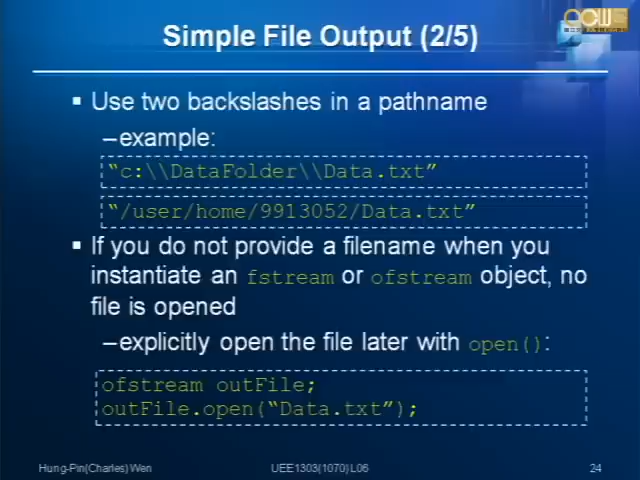 Simple File Output (2/5)
ocw
▪ Use two backslashes in a pathname
–example:
“c:\\DataFolder\\Data.txt”
“/user/home/9913052/Data.txt”
▪ If you do not provide a filename when you
instantiate an fstream or ofstream object, no
file is opened
–explicitly open the file later with open():
ofstream outFile;
outFile.open(“Data.txt”);
Hung-Pin(Charles) Wen
UEE1303(1070) L06
24